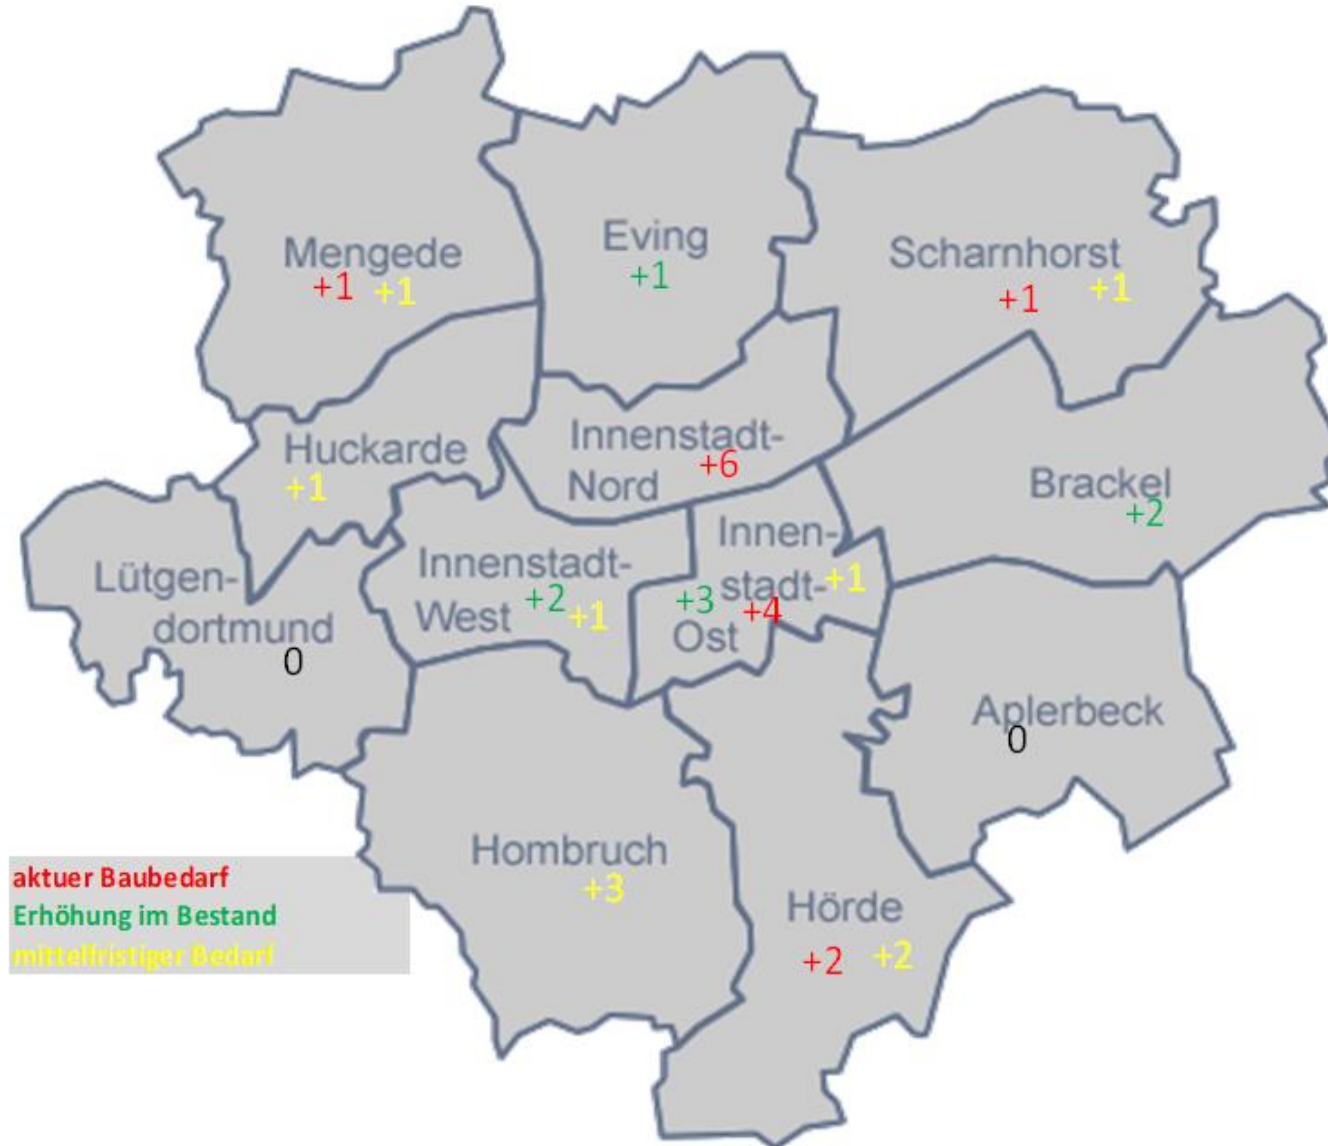 Mengede
+1 +1
Eving
+1
Scharnhorst
+1 +1
Huckarde
+1
Innenstadt-
Nord
+6
Brackel
+2
Lütgen-
dortmund
0
Innenstadt-
West
+2 +1
Innen-
stadt-
Ost
+3 +4 +1
Aplerbeck
0
Hombruch
+3
Hörde
+2 +2
aktuer Baubedarf
Erhöhung im Bestand
mittelfristiger Bedarf